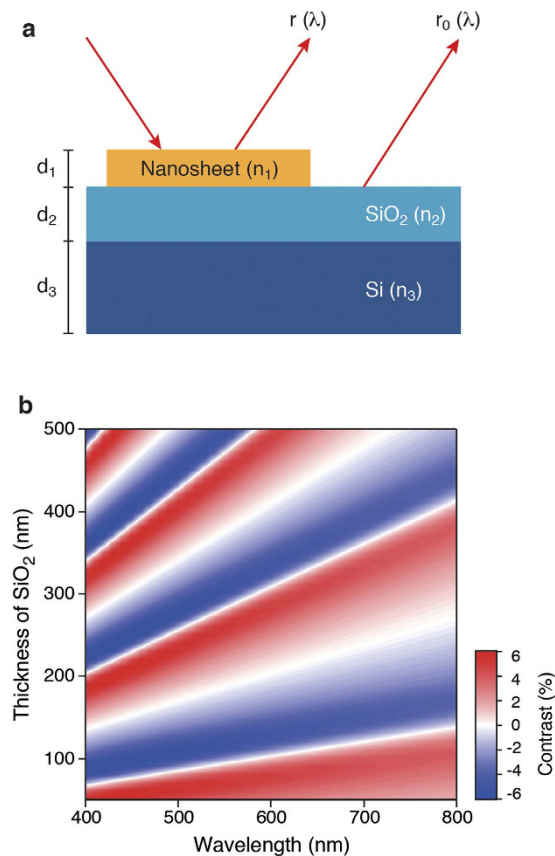 a
r (λ)
r₀ (λ)
d₁
Nanosheet (n₁)
d₂
SiO₂ (n₂)
d₃
Si (n₃)
b
500
400
300
200
100
Thickness of SiO₂ (nm)
400
500
600
700
800
Wavelength (nm)
6
4
2
0
-2
-4
-6
Contrast (%)